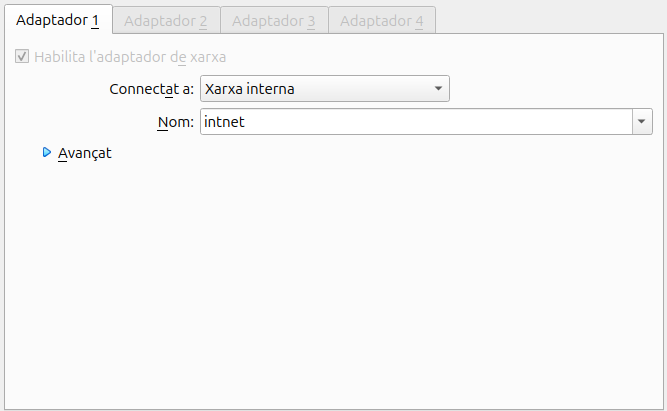 Adaptador 1 Adaptador 2 Adaptador 3 Adaptador 4
Habilita l'adaptador de xarxa
Connectat a: Xarxa interna
Nom: intnet
Avançat